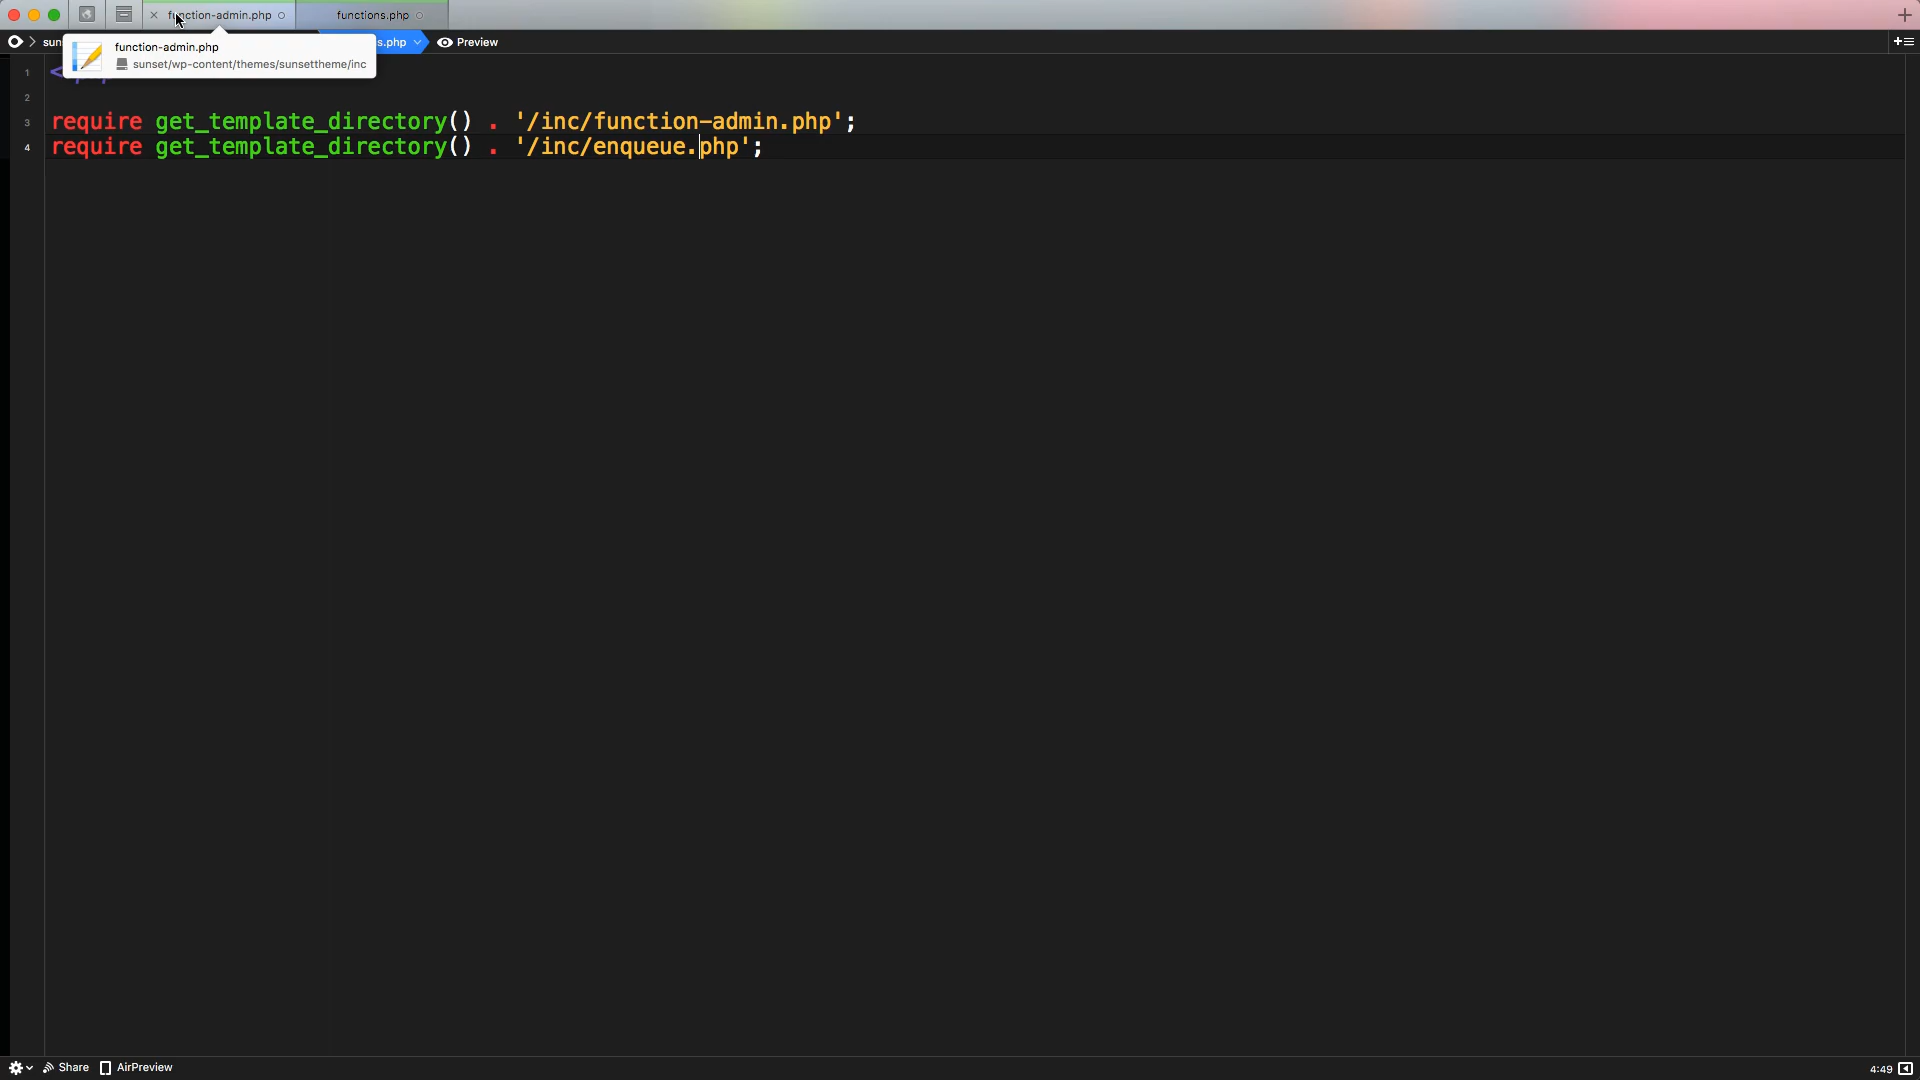 function-admin.php
functions.php
sun
s.php
Preview
function-admin.php
sunset/wp-content/themes/sunsettheme/inc
1
2
3 require get_template_directory() . '/inc/function-admin.php';
4 require get_template_directory() . '/inc/enqueue.php';
Share
AirPreview
4:49